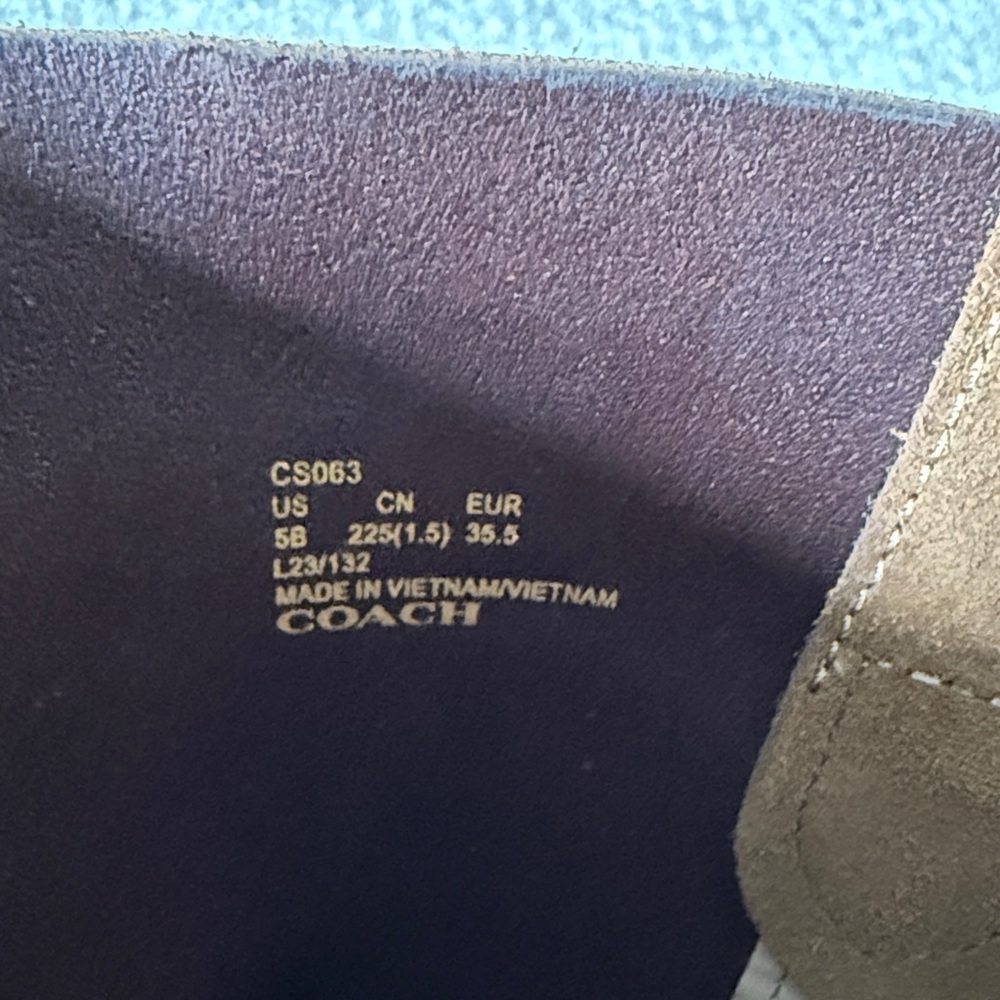 CS063
US CN EUR
5B 225(1.5) 35.5
L23/132
MADE IN VIETNAM/VIETNAM
COACH